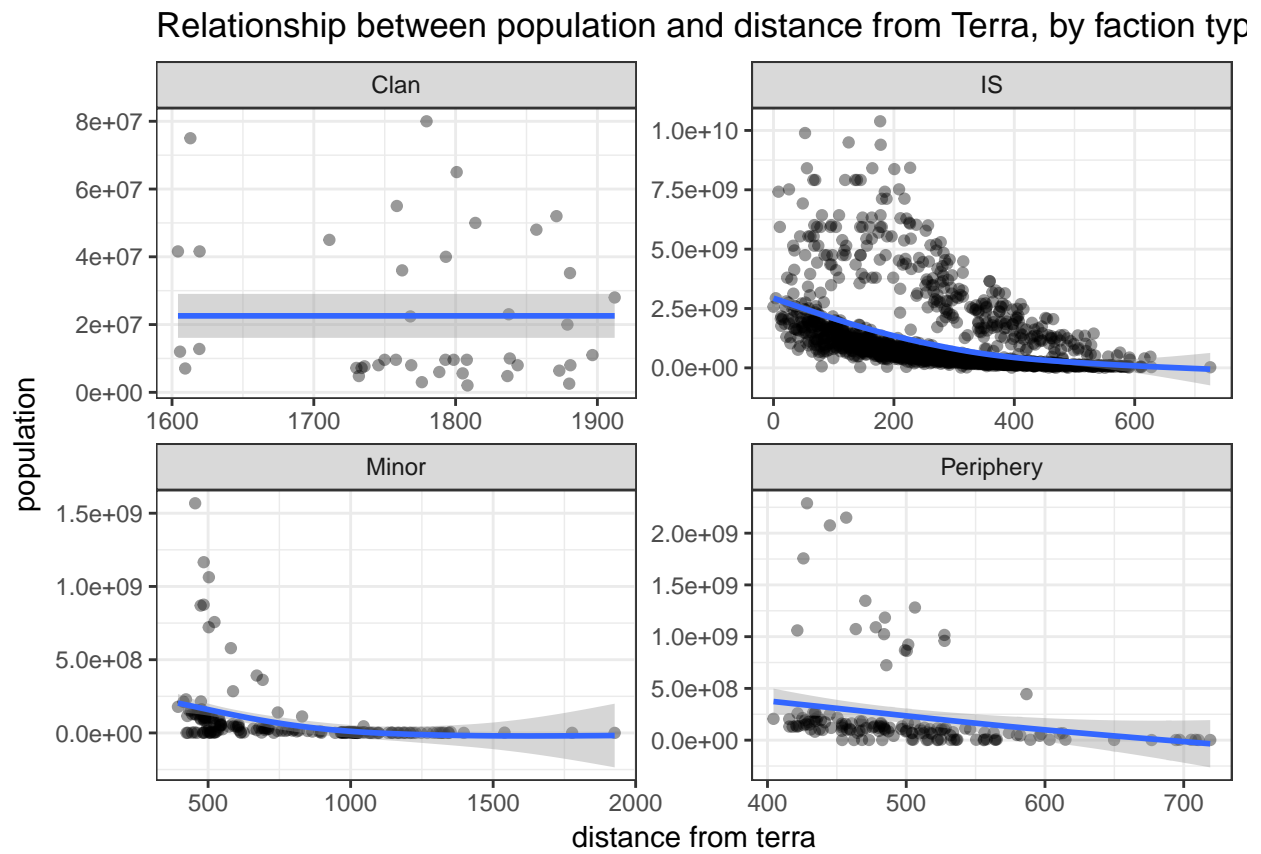 Relationship between population and distance from Terra, by faction typ
Clan
IS
8e+07
6e+07
4e+07
2e+07
0e+00
1600 1700 1800 1900
1.0e+10
7.5e+09
5.0e+09
2.5e+09
0.0e+00
0 200 400 600
population
Minor
Periphery
1.5e+09
1.0e+09
5.0e+08
0.0e+00
500 1000 1500 2000
2.0e+09
1.5e+09
1.0e+09
5.0e+08
0.0e+00
400 500 600 700
distance from terra